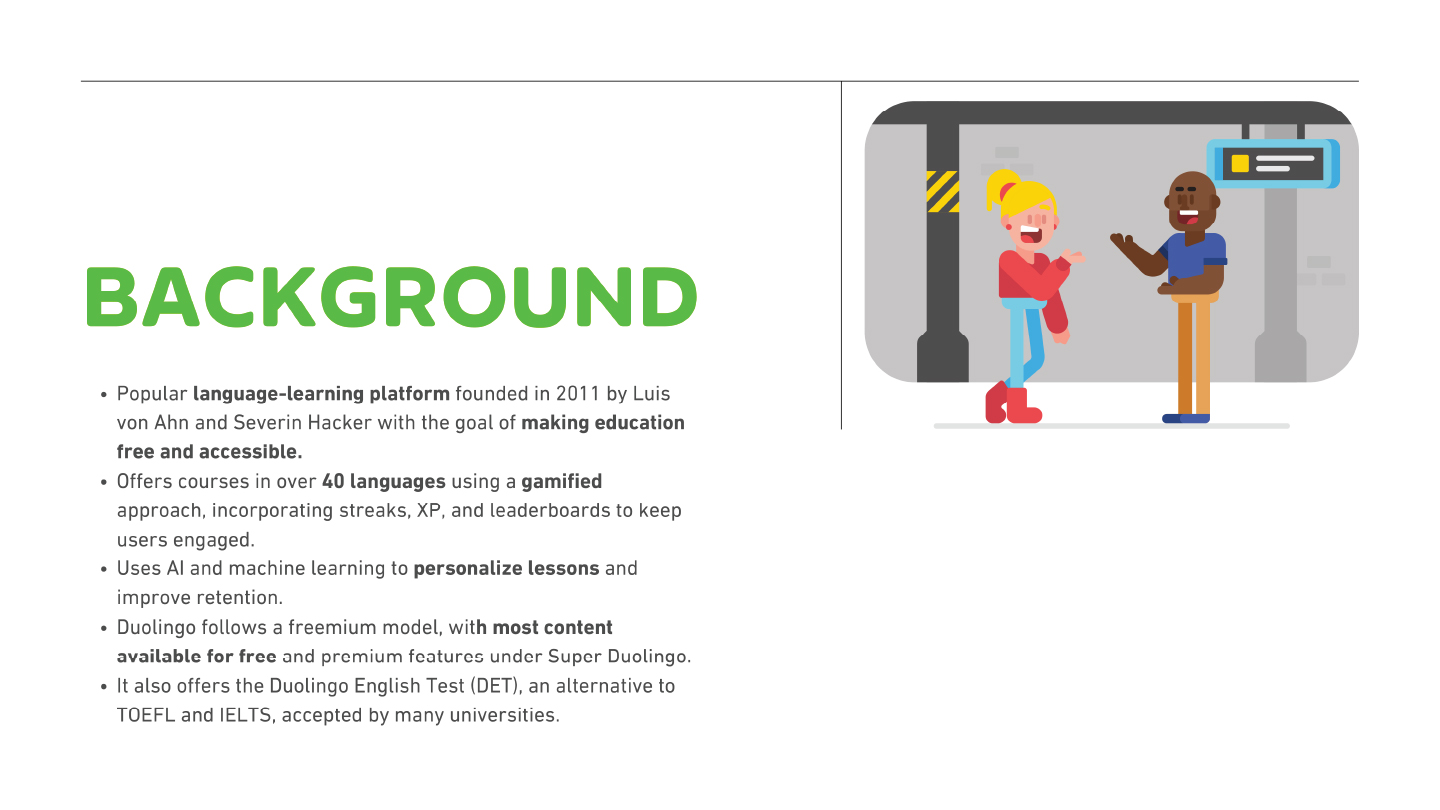 BACKGROUND
• Popular language-learning platform founded in 2011 by Luis
von Ahn and Severin Hacker with the goal of making education
free and accessible.
• Offers courses in over 40 languages using a gamified
approach, incorporating streaks, XP, and leaderboards to keep
users engaged.
• Uses AI and machine learning to personalize lessons and
improve retention.
• Duolingo follows a freemium model, with most content
available for free and premium features under Super Duolingo.
• It also offers the Duolingo English Test (DET), an alternative to
TOEFL and IELTS, accepted by many universities.